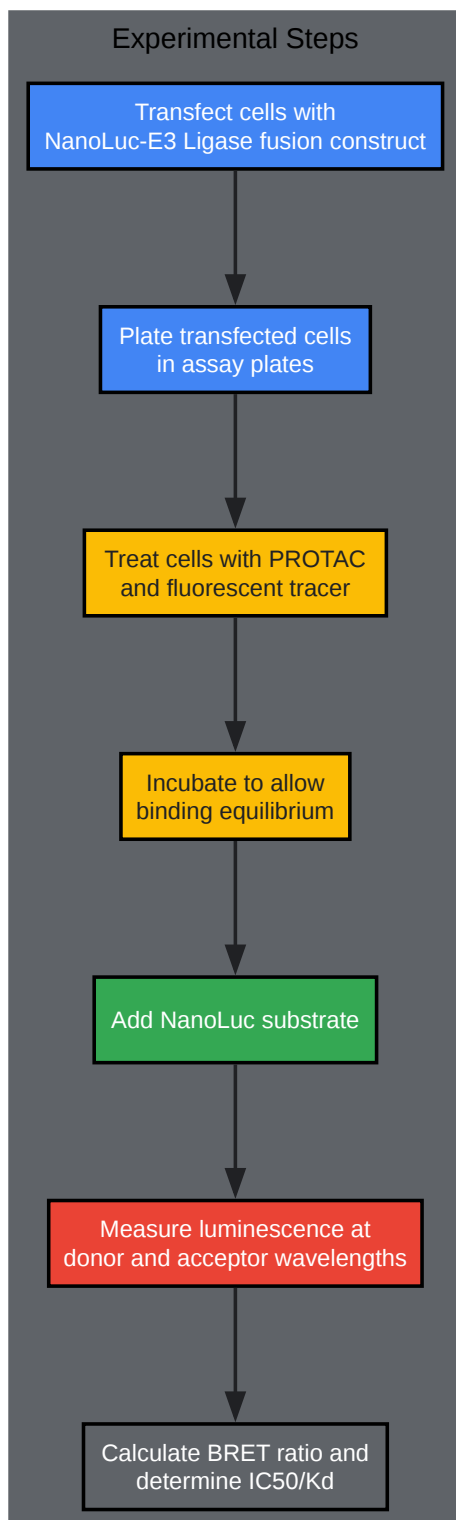 Experimental Steps
Transfect cells with
NanoLuc-E3 Ligase fusion construct
Plate transfected cells
in assay plates
Treat cells with PROTAC
and fluorescent tracer
Incubate to allow
binding equilibrium
Add NanoLuc substrate
Measure luminescence at
donor and acceptor wavelengths
Calculate BRET ratio and
determine IC50/Kd